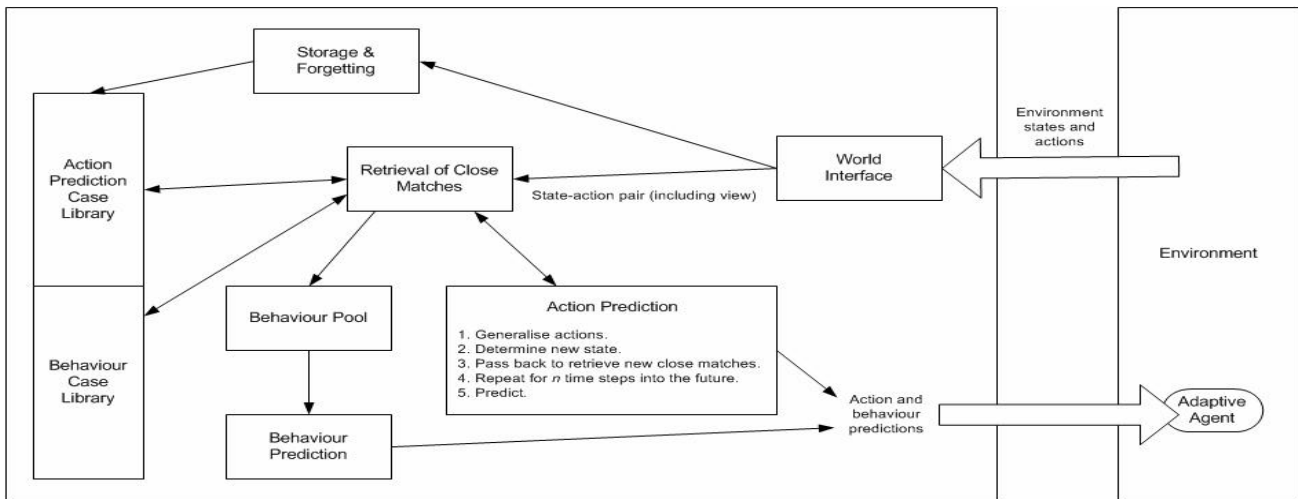 Storage &
Forgetting
Environment
states and
actions
Action
Prediction
Case
Library
Retrieval of Close
Matches
World
Interface
State-action pair (including view)
Environment
Behaviour Pool
Action Prediction
1. Generalise actions.
2. Determine new state.
3. Pass back to retrieve new close matches.
4. Repeat for n time steps into the future.
5. Predict.
Behaviour
Case
Library
Behaviour
Prediction
Action and
behaviour
predictions
Adaptive
Agent